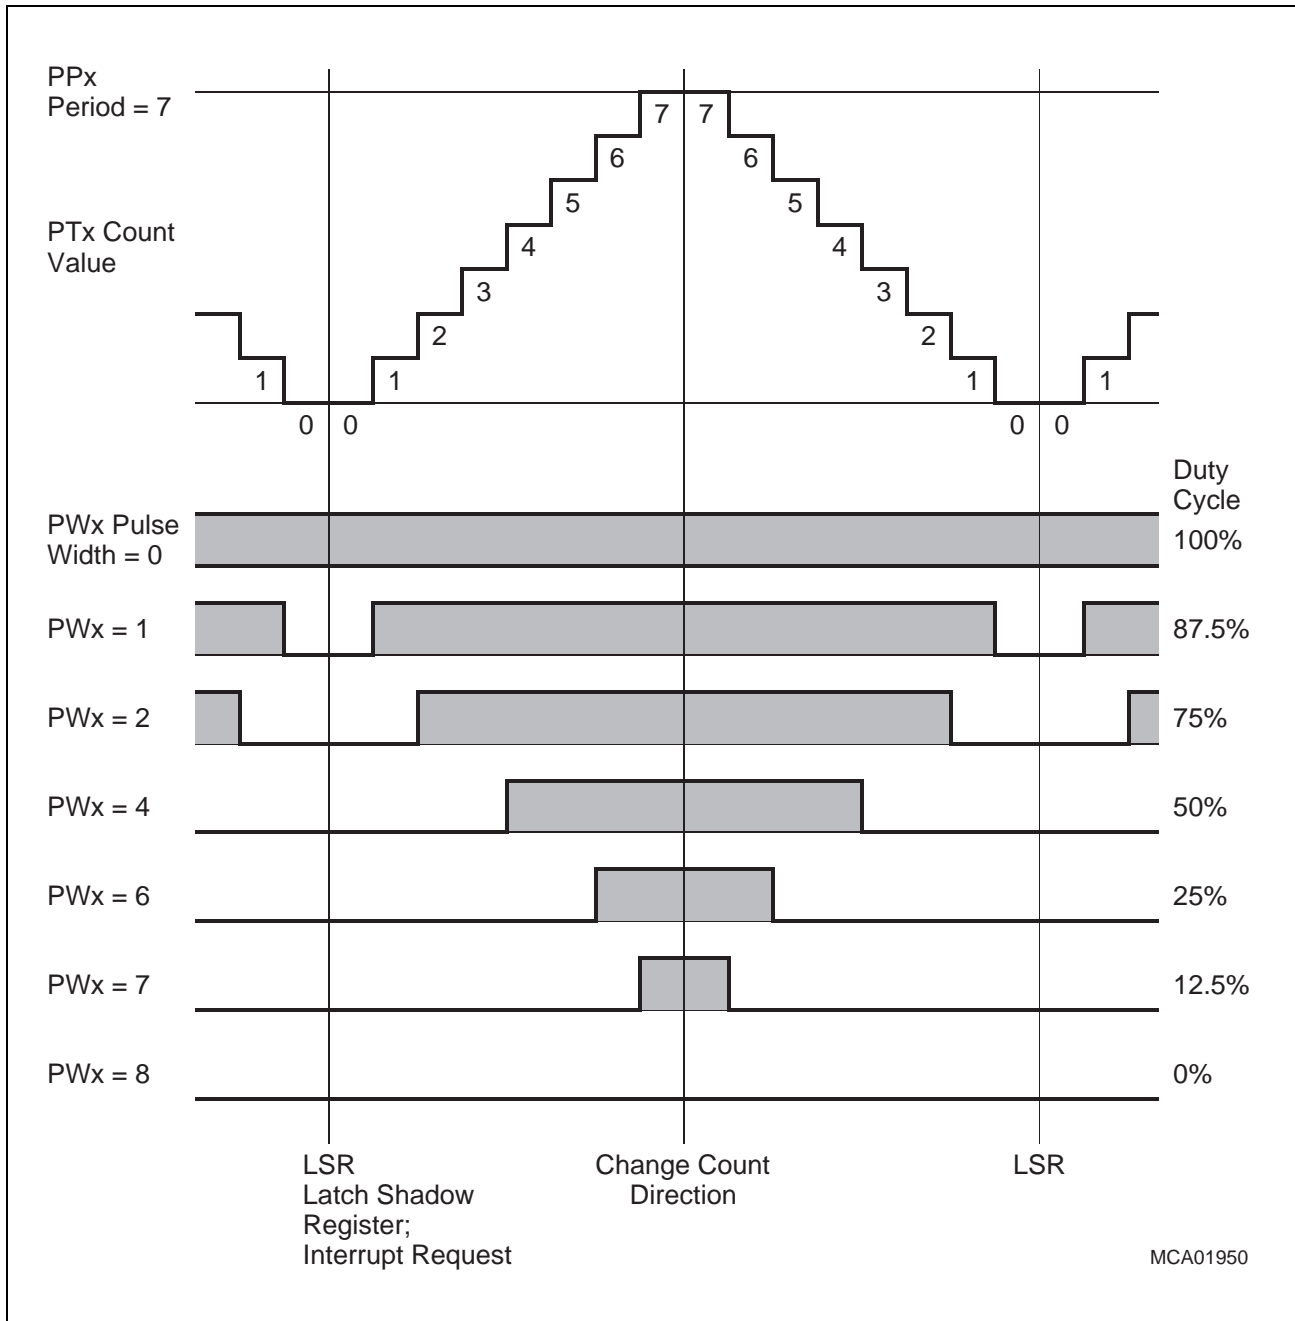 PPx
Period = 7
7 7
6 6
5 5
PTx Count
Value
4 4
3 3
2 2
1 1 1 1
0 0 0 0
Duty
Cycle
PWx Pulse
Width = 0
100%
PWx = 1 87.5%
PWx = 2 75%
PWx = 4 50%
PWx = 6 25%
PWx = 7 12.5%
PWx = 8 0%
LSR
Latch Shadow
Register;
Interrupt Request
Change Count
Direction
LSR
MCA01950